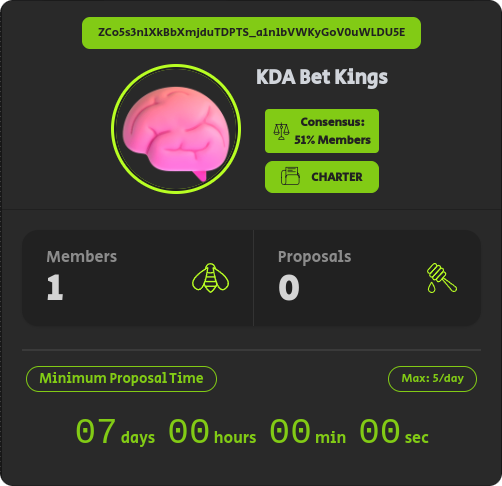 ZCo5s3n1XkBbXmjduTDPTS_a1n1bVWKyGoV0uWLDU5E
KDA Bet Kings
Consensus:
51% Members
CHARTER
Members
1
Proposals
0
Minimum Proposal Time
Max: 5/day
07 days 00 hours 00 min 00 sec